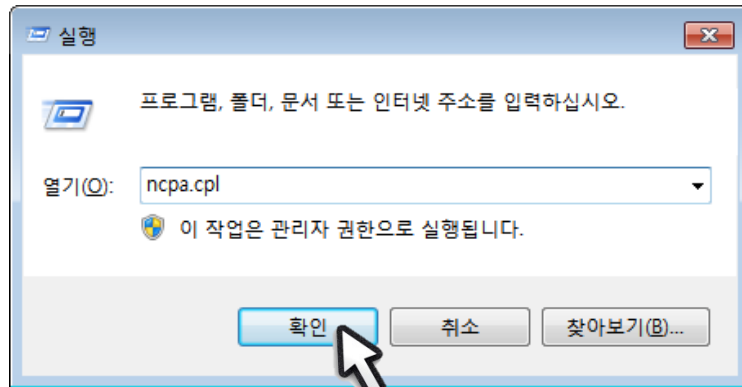 실행
프로그램, 폴더, 문서 또는 인터넷 주소를 입력하십시오.
열기(O): ncpa.cpl
이 작업은 관리자 권한으로 실행됩니다.
확인 취소 찾아보기(B)...